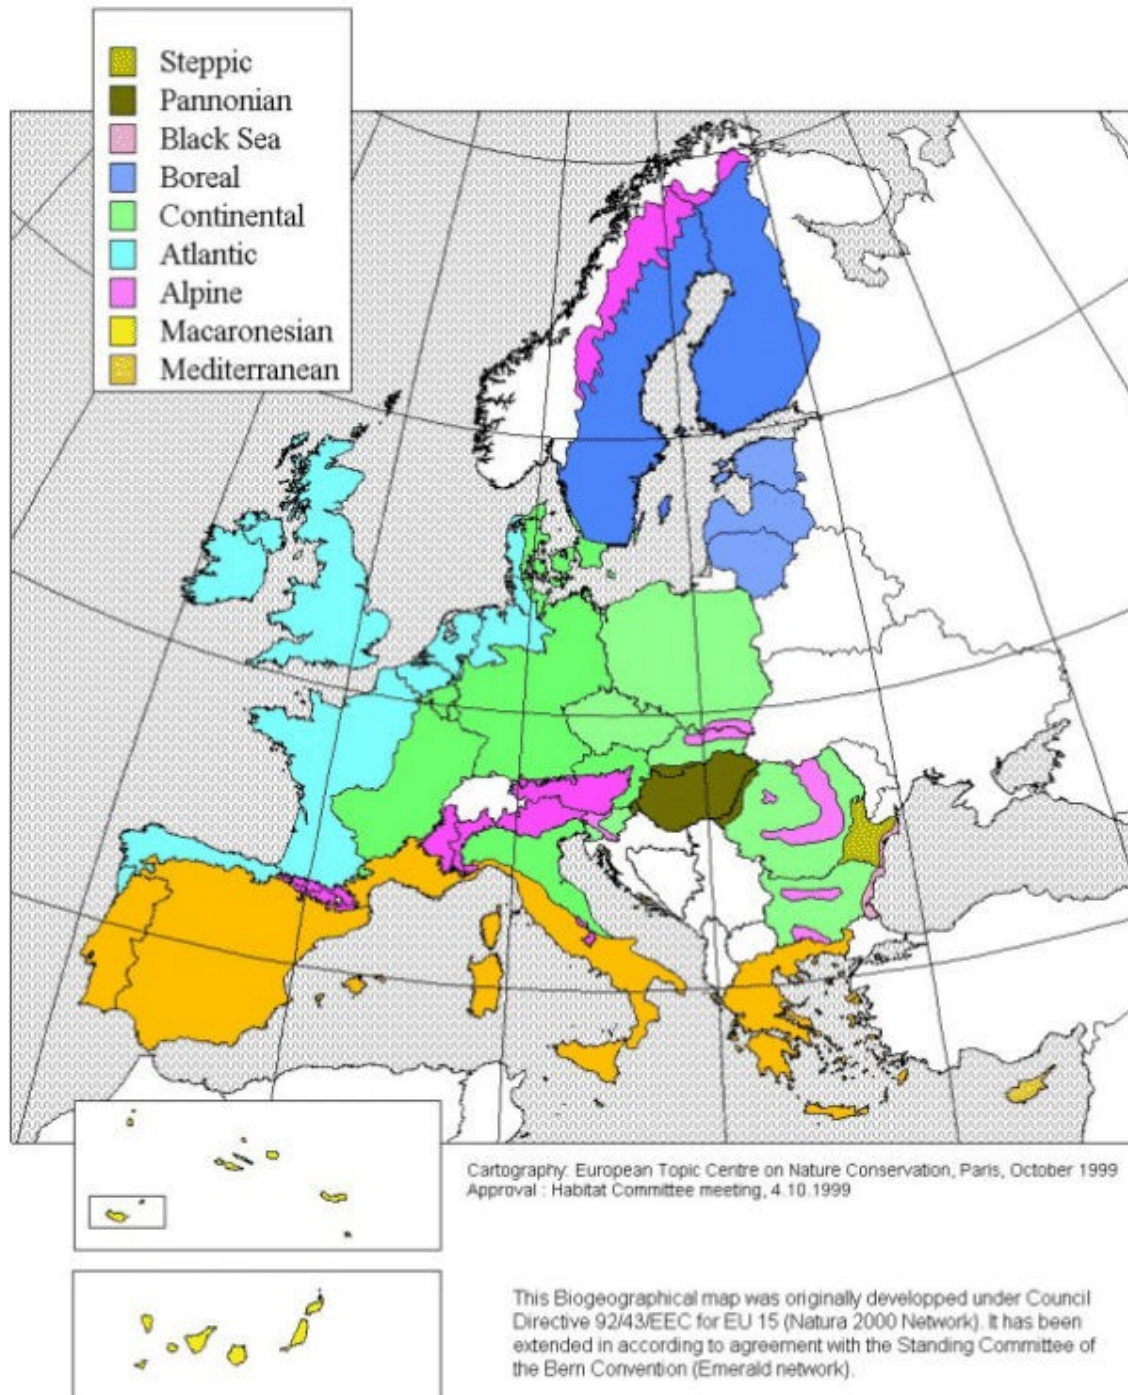 Steppic
Pannonian
Black Sea
Boreal
Continental
Atlantic
Alpine
Macaronesian
Mediterranean
Cartography: European Topic Centre on Nature Conservation, Paris, October 1999
Approval : Habitat Committee meeting, 4.10.1999
This Biogeographical map was originally developped under Council
Directive 92/43/EEC for EU 15 (Natura 2000 Network). It has been
extended in according to agreement with the Standing Committee of
the Bern Convention (Emerald network).